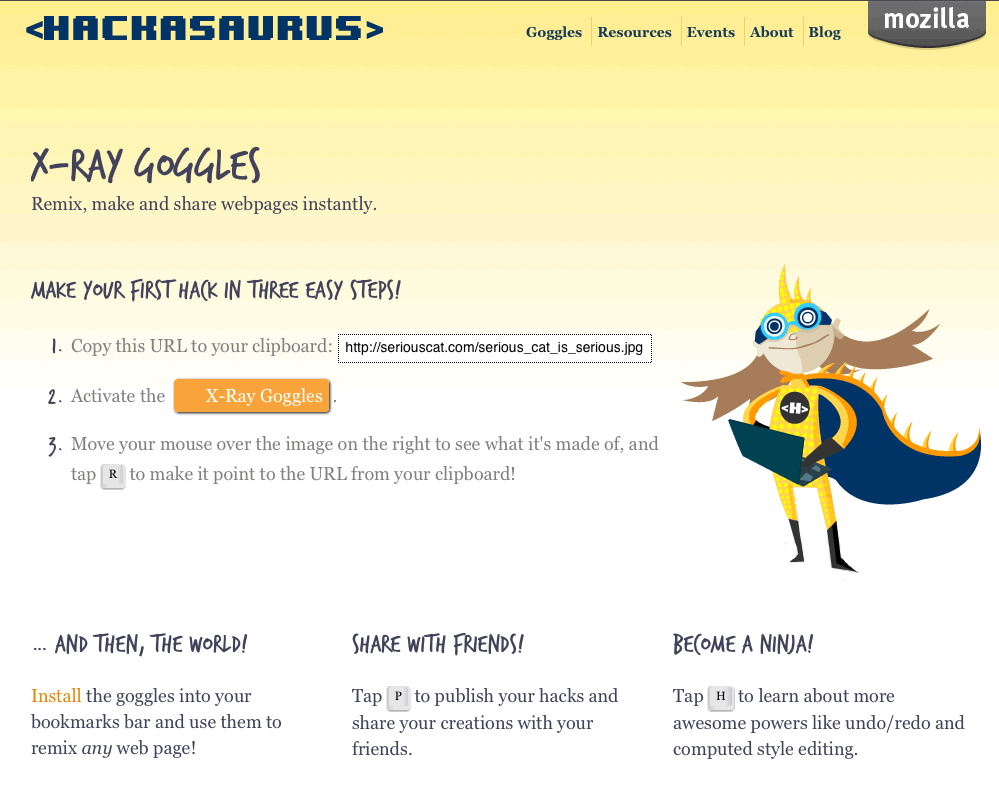 <HACKASAURUS>
Goggles Resources Events About Blog
mozilla
X-RAY GOGGLES
Remix, make and share webpages instantly.
MAKE YOUR FIRST HACK IN THREE EASY STEPS!
1. Copy this URL to your clipboard: http://seriouscat.com/serious_cat_is_serious.jpg
2. Activate the X-Ray Goggles.
3. Move your mouse over the image on the right to see what it's made of, and
tap R to make it point to the URL from your clipboard!
<H>
... AND THEN, THE WORLD!
Install the goggles into your
bookmarks bar and use them to
remix any web page!
SHARE WITH FRIENDS!
Tap P to publish your hacks and
share your creations with your
friends.
BECOME A NINJA!
Tap H to learn about more
awesome powers like undo/redo and
computed style editing.